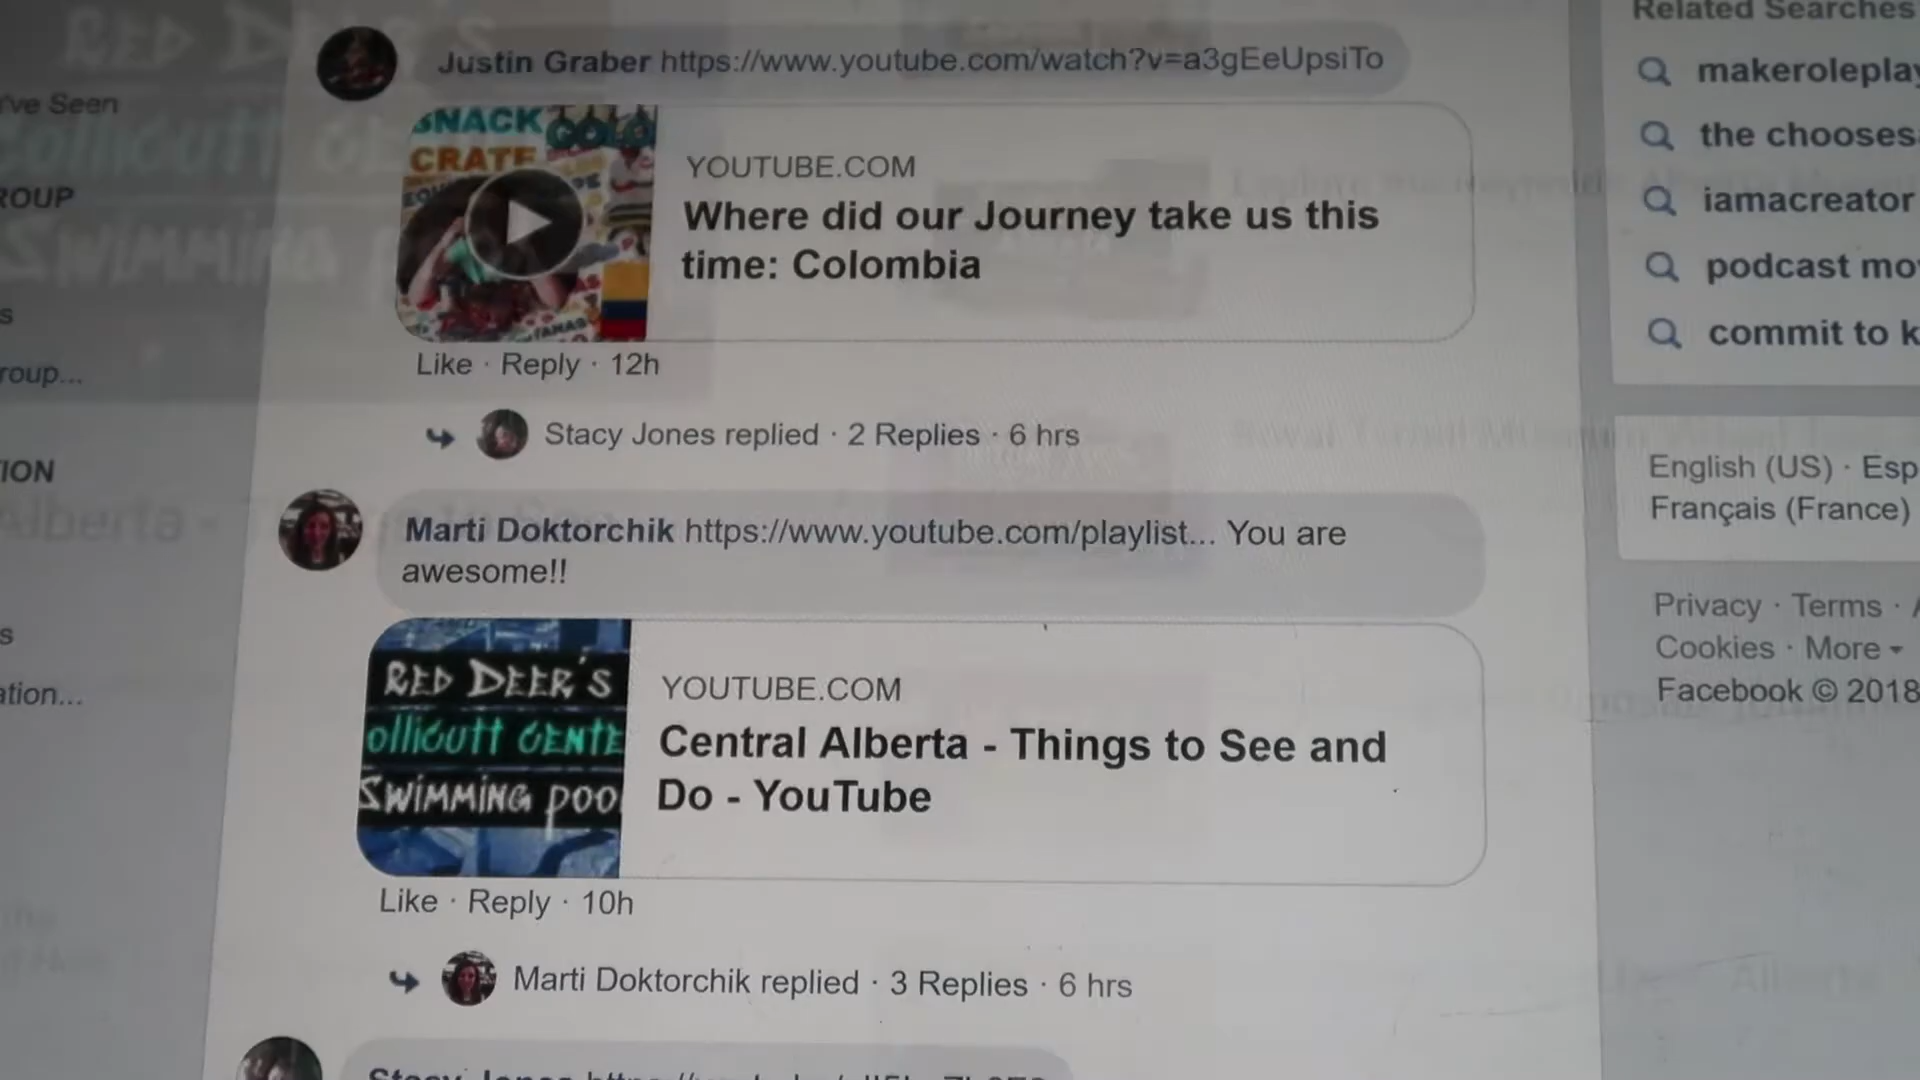 Related Searches
Justin Graber https://www.youtube.com/watch?v=a3gEeUpsiTo
makeroleplay
've Seen
SNACK
CRATE
YOUTUBE.COM
the chooses
ROUP
Where did our Journey take us this
time: Colombia
iamacreator
podcast mo
s
commit to k
roup...
Like · Reply · 12h
Stacy Jones replied · 2 Replies · 6 hrs
TION
English (US) · Esp
Français (France)
Alberta -
Marti Doktorchik https://www.youtube.com/playlist... You are
awesome!!
s
Privacy · Terms ·
Cookies · More
Facebook © 2018
ation...
RED DEER'S
ollicutt CENTE
SWIMMING POO
YOUTUBE.COM
Central Alberta - Things to See and
Do - YouTube
Like · Reply · 10h
Marti Doktorchik replied · 3 Replies · 6 hrs
Stacy Jones